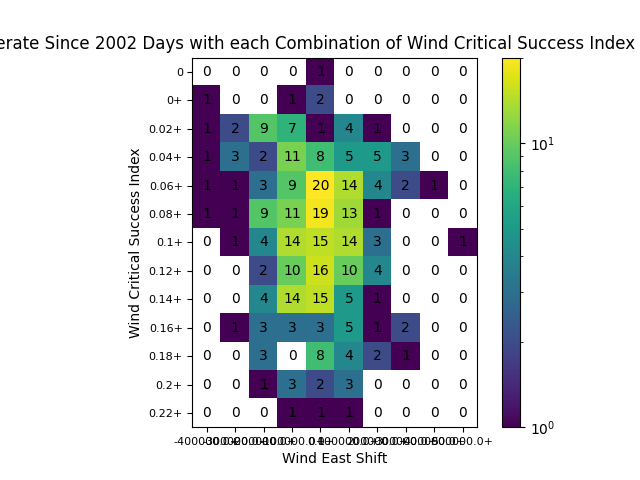 erate Since 2002 Days with each Combination of Wind Critical Success Index
0 0 0 0 0 1 0 0 0 0 0
0+ 1 0 0 1 2 0 0 0 0 0
0.02+ 1 2 9 7 1 4 1 0 0 0
0.04+ 1 3 2 11 8 5 5 3 0 0
0.06+ 1 1 3 9 20 14 4 2 1 0
0.08+ 1 1 9 11 19 13 1 0 0 0
0.1+ 0 1 4 14 15 14 3 0 0 1
0.12+ 0 0 2 10 16 10 4 0 0 0
0.14+ 0 0 4 14 15 5 1 0 0 0
0.16+ 0 1 3 3 3 5 1 2 0 0
0.18+ 0 0 3 0 8 4 2 1 0 0
0.2+ 0 0 1 3 2 3 0 0 0 0
0.22+ 0 0 0 1 1 1 0 0 0 0
Wind East Shift
Wind Critical Success Index
10¹
10⁰